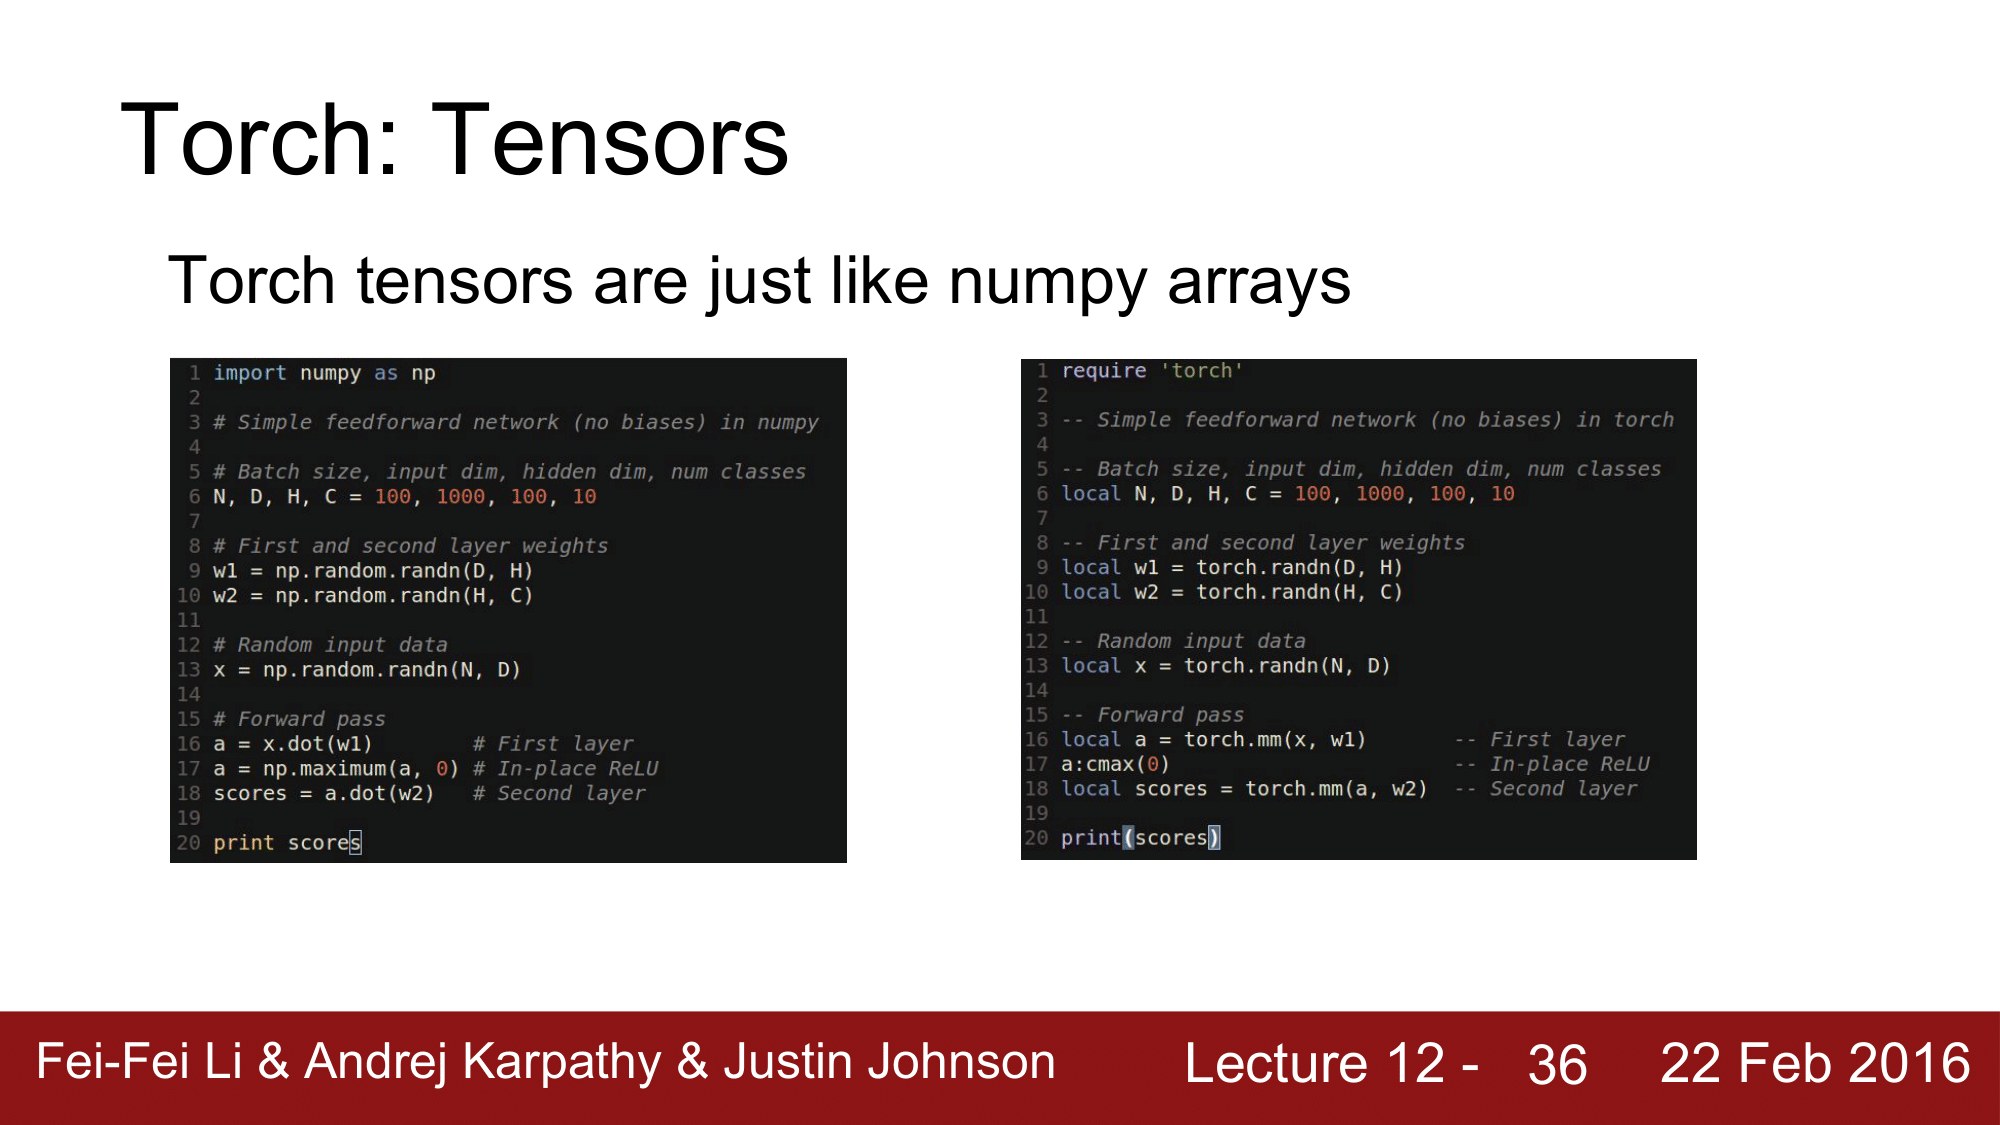 Torch: Tensors
Torch tensors are just like numpy arrays
1 import numpy as np
2
3 # Simple feedforward network (no biases) in numpy
4
5 # Batch size, input dim, hidden dim, num classes
6 N, D, H, C = 100, 1000, 100, 10
7
8 # First and second layer weights
9 w1 = np.random.randn(D, H)
10 w2 = np.random.randn(H, C)
11
12 # Random input data
13 x = np.random.randn(N, D)
14
15 # Forward pass
16 a = x.dot(w1)        # First layer
17 a = np.maximum(a, 0) # In-place ReLU
18 scores = a.dot(w2)   # Second layer
19
20 print scores
1 require 'torch'
2
3 -- Simple feedforward network (no biases) in torch
4
5 -- Batch size, input dim, hidden dim, num classes
6 local N, D, H, C = 100, 1000, 100, 10
7
8 -- First and second layer weights
9 local w1 = torch.randn(D, H)
10 local w2 = torch.randn(H, C)
11
12 -- Random input data
13 local x = torch.randn(N, D)
14
15 -- Forward pass
16 local a = torch.mm(x, w1)       -- First layer
17 a:cmax(0)                       -- In-place ReLU
18 local scores = torch.mm(a, w2)  -- Second layer
19
20 print(scores)
Fei-Fei Li & Andrej Karpathy & Justin Johnson Lecture 12 - 36 22 Feb 2016